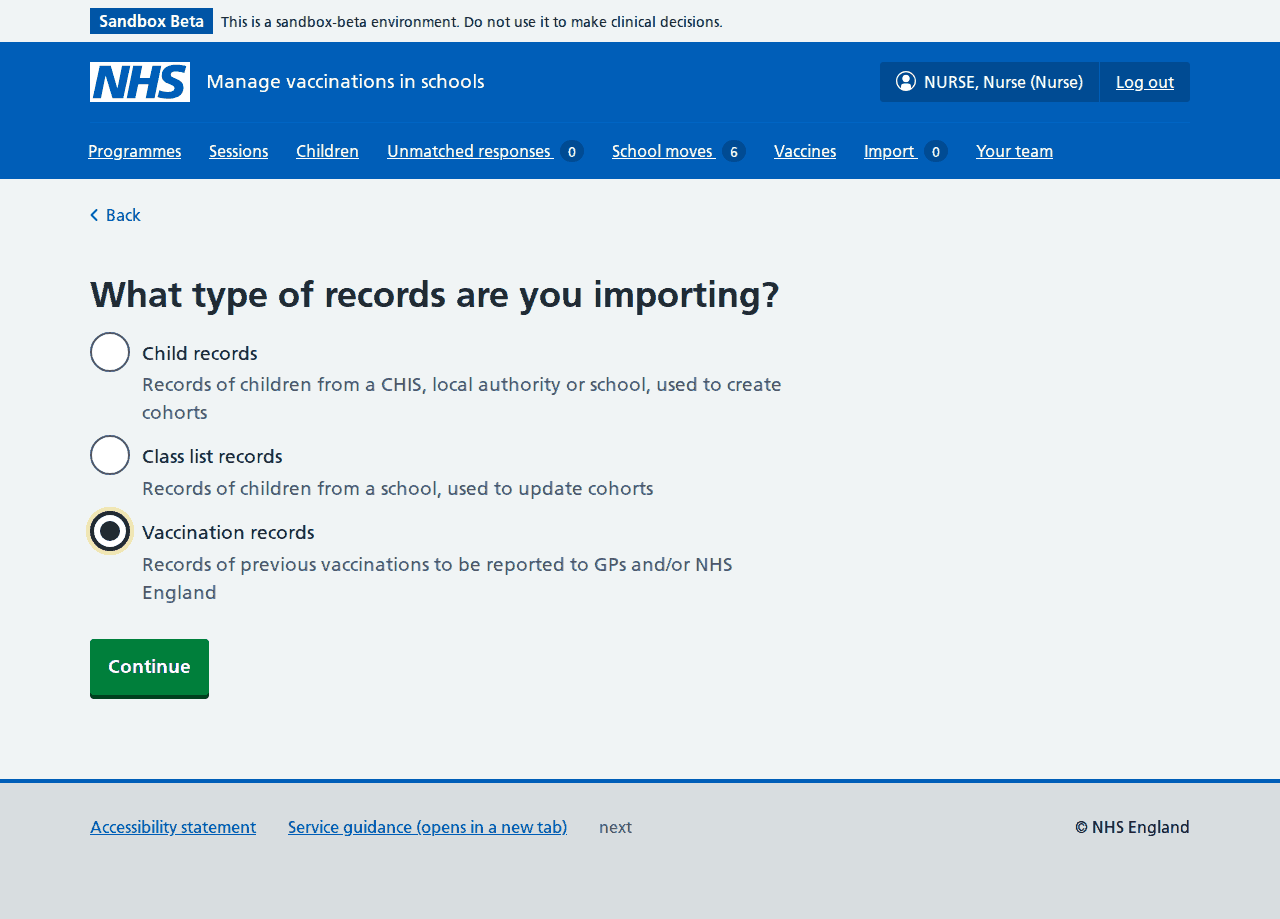 Sandbox Beta This is a sandbox-beta environment. Do not use it to make clinical decisions.
NHS Manage vaccinations in schools NURSE, Nurse (Nurse) Log out
Programmes Sessions Children Unmatched responses 0 School moves 6 Vaccines Import 0 Your team
Back
What type of records are you importing?
Child records
Records of children from a CHIS, local authority or school, used to create
cohorts
Class list records
Records of children from a school, used to update cohorts
Vaccination records
Records of previous vaccinations to be reported to GPs and/or NHS
England
Continue
Accessibility statement Service guidance (opens in a new tab) next © NHS England